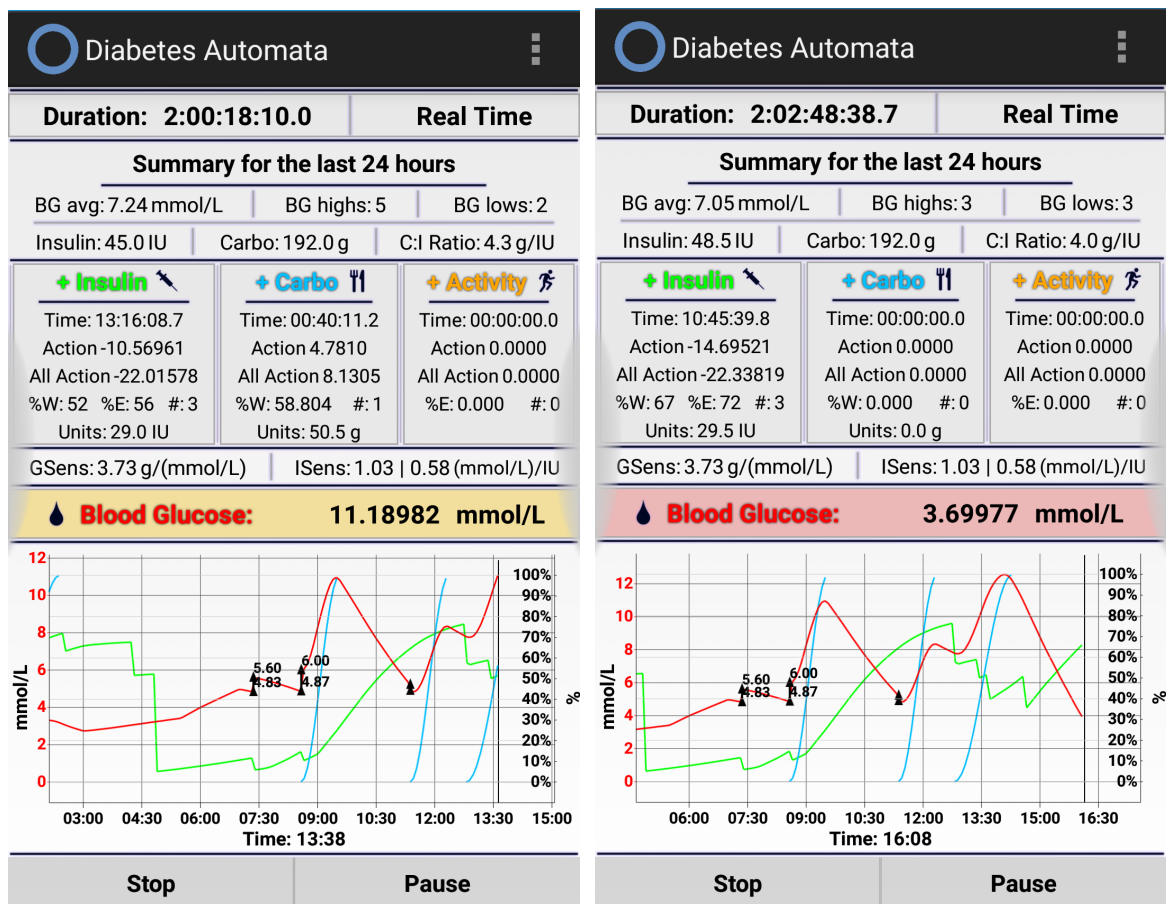 Diabetes Automata
Duration: 2:00:18:10.0 Real Time
Summary for the last 24 hours
BG avg: 7.24 mmol/L BG highs: 5 BG lows: 2
Insulin: 45.0 IU Carbo: 192.0 g C:I Ratio: 4.3 g/IU
+ Insulin + Carbo + Activity
Time: 13:16:08.7 Time: 00:40:11.2 Time: 00:00:00.0
Action -10.56961 Action 4.7810 Action 0.0000
All Action -22.01578 All Action 8.1305 All Action 0.0000
%W: 52 %E: 56 #: 3 %W: 58.804 #: 1 %E: 0.000 #: 0
Units: 29.0 IU Units: 50.5 g
GSens: 3.73 g/(mmol/L) ISens: 1.03 | 0.58 (mmol/L)/IU
Blood Glucose: 11.18982 mmol/L
12
10
8
6
4
2
0
mmol/L
5.60
4.83
6.00
4.87
100%
90%
80%
70%
60%
50%
40%
30%
20%
10%
0%
%
03:00 04:30 06:00 07:30 09:00 10:30 12:00 13:30 15:00
Time: 13:38
Stop Pause
Diabetes Automata
Duration: 2:02:48:38.7 Real Time
Summary for the last 24 hours
BG avg: 7.05 mmol/L BG highs: 3 BG lows: 3
Insulin: 48.5 IU Carbo: 192.0 g C:I Ratio: 4.0 g/IU
+ Insulin + Carbo + Activity
Time: 10:45:39.8 Time: 00:00:00.0 Time: 00:00:00.0
Action -14.69521 Action 0.0000 Action 0.0000
All Action -22.33819 All Action 0.0000 All Action 0.0000
%W: 67 %E: 72 #: 3 %W: 0.000 #: 0 %E: 0.000 #: 0
Units: 29.5 IU Units: 0.0 g
GSens: 3.73 g/(mmol/L) ISens: 1.03 | 0.58 (mmol/L)/IU
Blood Glucose: 3.69977 mmol/L
12
10
8
6
4
2
0
mmol/L
5.60
4.83
6.00
4.87
100%
90%
80%
70%
60%
50%
40%
30%
20%
10%
0%
%
06:00 07:30 09:00 10:30 12:00 13:30 15:00 16:30
Time: 16:08
Stop Pause